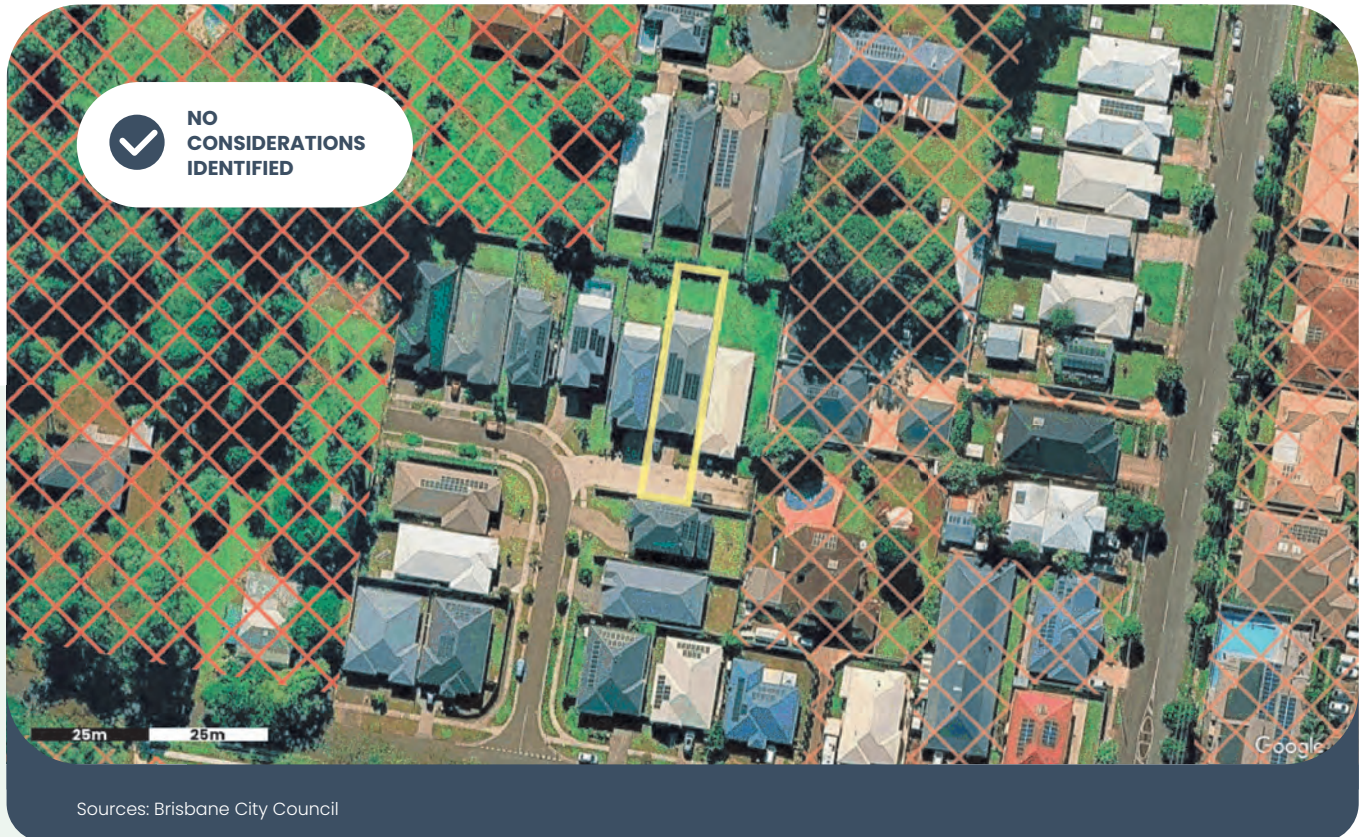 NO
CONSIDERATIONS
IDENTIFIED
25m 25m
Google
Sources: Brisbane City Council